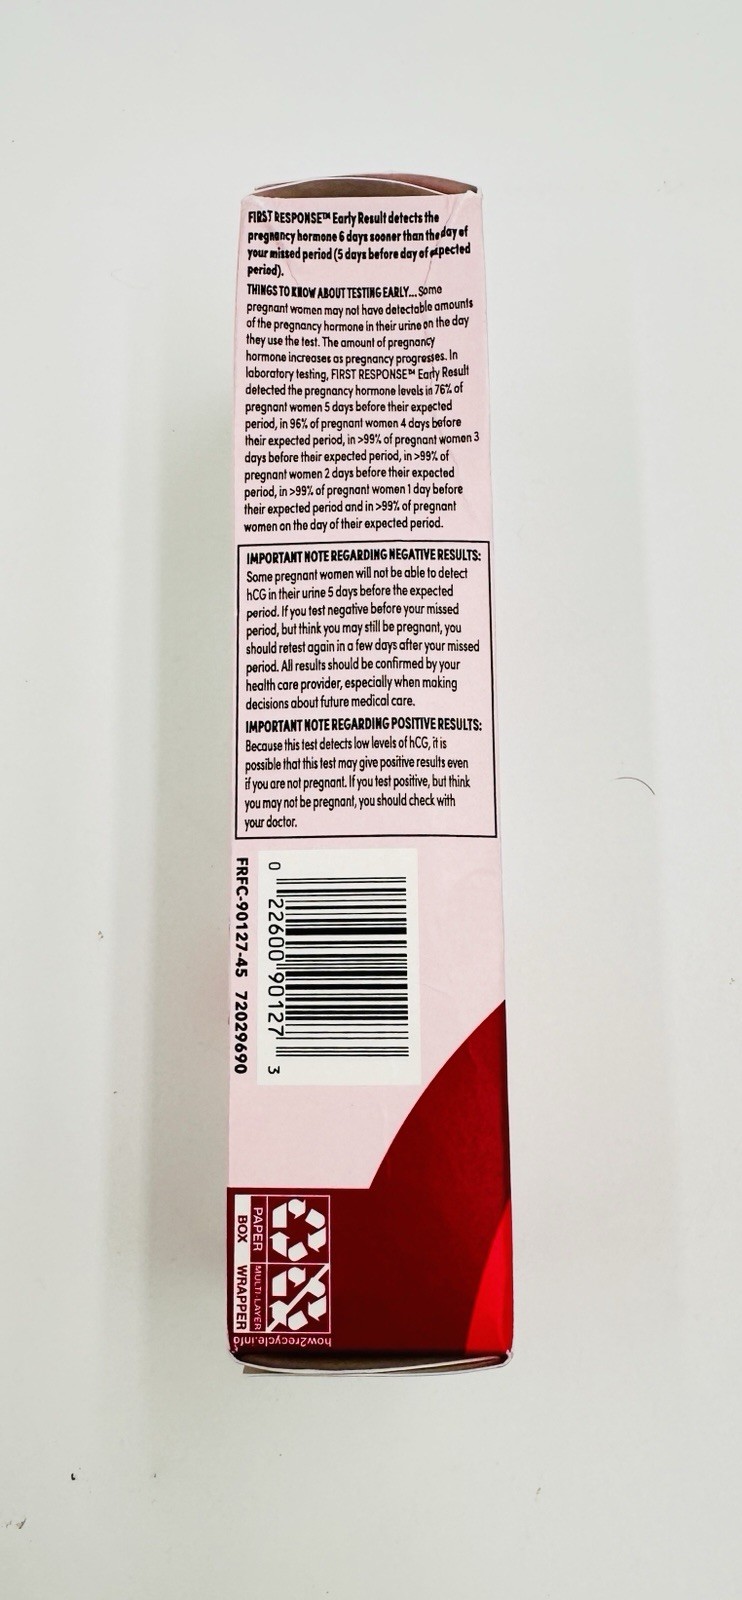 FIRST RESPONSE™ Early Result detects the
pregnancy hormone 6 days sooner than the day of
your missed period (5 days before day of expected
period).
THINGS TO KNOW ABOUT TESTING EARLY... Some
pregnant women may not have detectable amounts
of the pregnancy hormone in their urine on the day
they use the test. The amount of pregnancy
hormone increases as pregnancy progresses. In
laboratory testing, FIRST RESPONSE™ Early Result
detected the pregnancy hormone levels in 76% of
pregnant women 5 days before their expected
period, in 96% of pregnant women 4 days before
their expected period, in >99% of pregnant women 3
days before their expected period, in >99% of
pregnant women 2 days before their expected
period, in >99% of pregnant women 1 day before
their expected period and in >99% of pregnant
women on the day of their expected period.
IMPORTANT NOTE REGARDING NEGATIVE RESULTS:
Some pregnant women will not be able to detect
hCG in their urine 5 days before the expected
period. If you test negative before your missed
period, but think you may still be pregnant, you
should retest again in a few days after your missed
period. All results should be confirmed by your
health care provider, especially when making
decisions about future medical care.
IMPORTANT NOTE REGARDING POSITIVE RESULTS:
Because this test detects low levels of hCG, it is
possible that this test may give positive results even
if you are not pregnant. If you test positive, but think
you may not be pregnant, you should check with
your doctor.
0 22600 90127 3
FRFC-90127-45 72029690
PAPER
BOX
MULTI-LAYER
WRAPPER
how2recycle.info